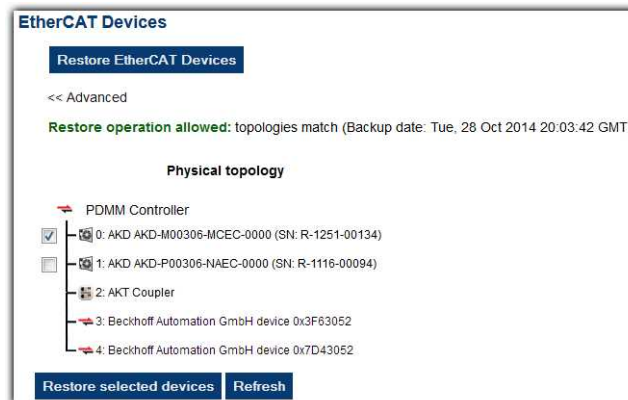 EtherCAT Devices
Restore EtherCAT Devices
<< Advanced
Restore operation allowed: topologies match (Backup date: Tue, 28 Oct 2014 20:03:42 GMT
Physical topology
PDMM Controller
0: AKD AKD-M00306-MCEC-0000 (SN: R-1251-00134)
1: AKD AKD-P00306-NAEC-0000 (SN: R-1116-00094)
2: AKT Coupler
3: Beckhoff Automation GmbH device 0x3F63052
4: Beckhoff Automation GmbH device 0x7D43052
Restore selected devices Refresh